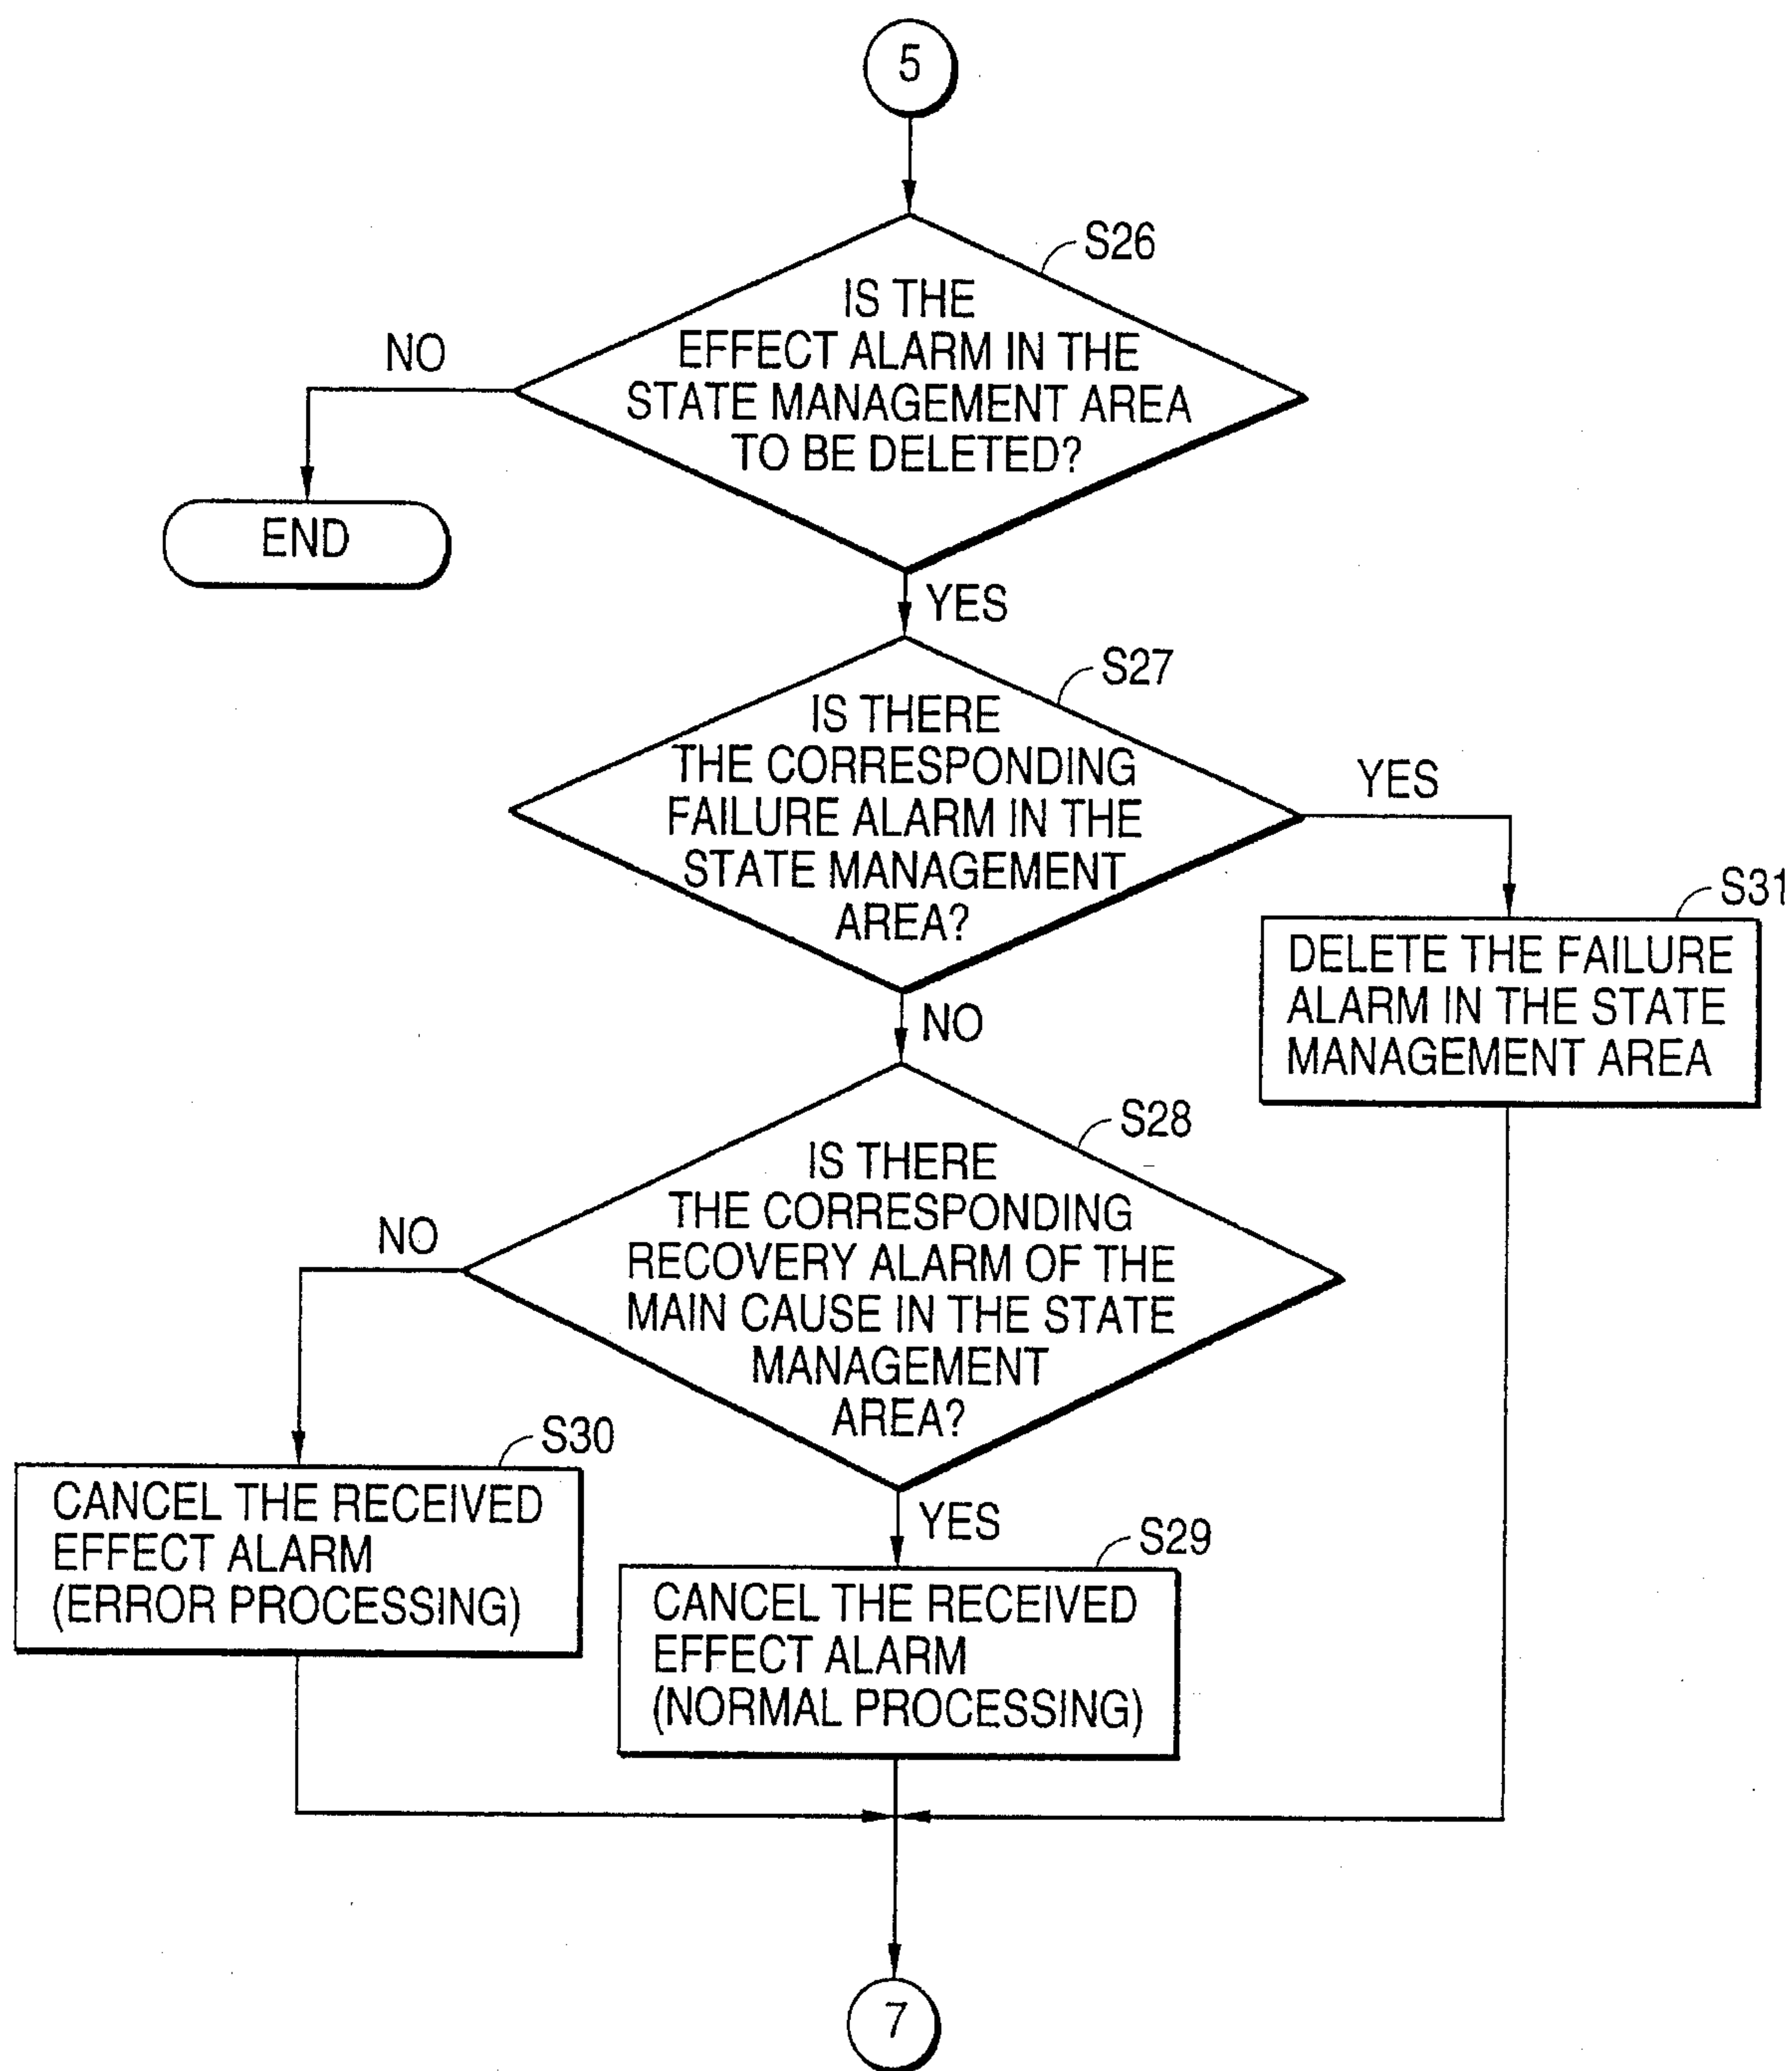 5
S26
IS THE
EFFECT ALARM IN THE
STATE MANAGEMENT AREA
TO BE DELETED?
NO
END
YES
S27
IS THERE
THE CORRESPONDING
FAILURE ALARM IN THE
STATE MANAGEMENT
AREA?
YES
S31
DELETE THE FAILURE
ALARM IN THE STATE
MANAGEMENT AREA
NO
S28
IS THERE
THE CORRESPONDING
RECOVERY ALARM OF THE
MAIN CAUSE IN THE STATE
MANAGEMENT
AREA?
NO
S30
CANCEL THE RECEIVED
EFFECT ALARM
(ERROR PROCESSING)
YES
S29
CANCEL THE RECEIVED
EFFECT ALARM
(NORMAL PROCESSING)
7